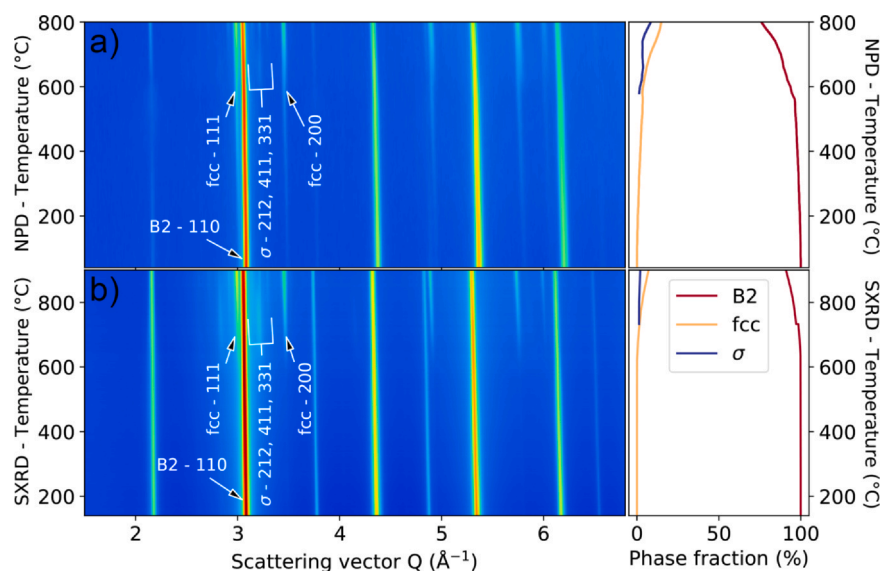 a)
800
600
400
200
NPD - Temperature (°C)
fcc - 111
σ - 212, 411, 331
fcc - 200
B2 - 110
800
600
400
200
NPD - Temperature (°C)
b)
800
600
400
200
SXRD - Temperature (°C)
fcc - 111
σ - 212, 411, 331
fcc - 200
B2 - 110
B2
fcc
σ
800
600
400
200
SXRD - Temperature (°C)
2
3
4
5
6
Scattering vector Q (Å⁻¹)
0
50
100
Phase fraction (%)